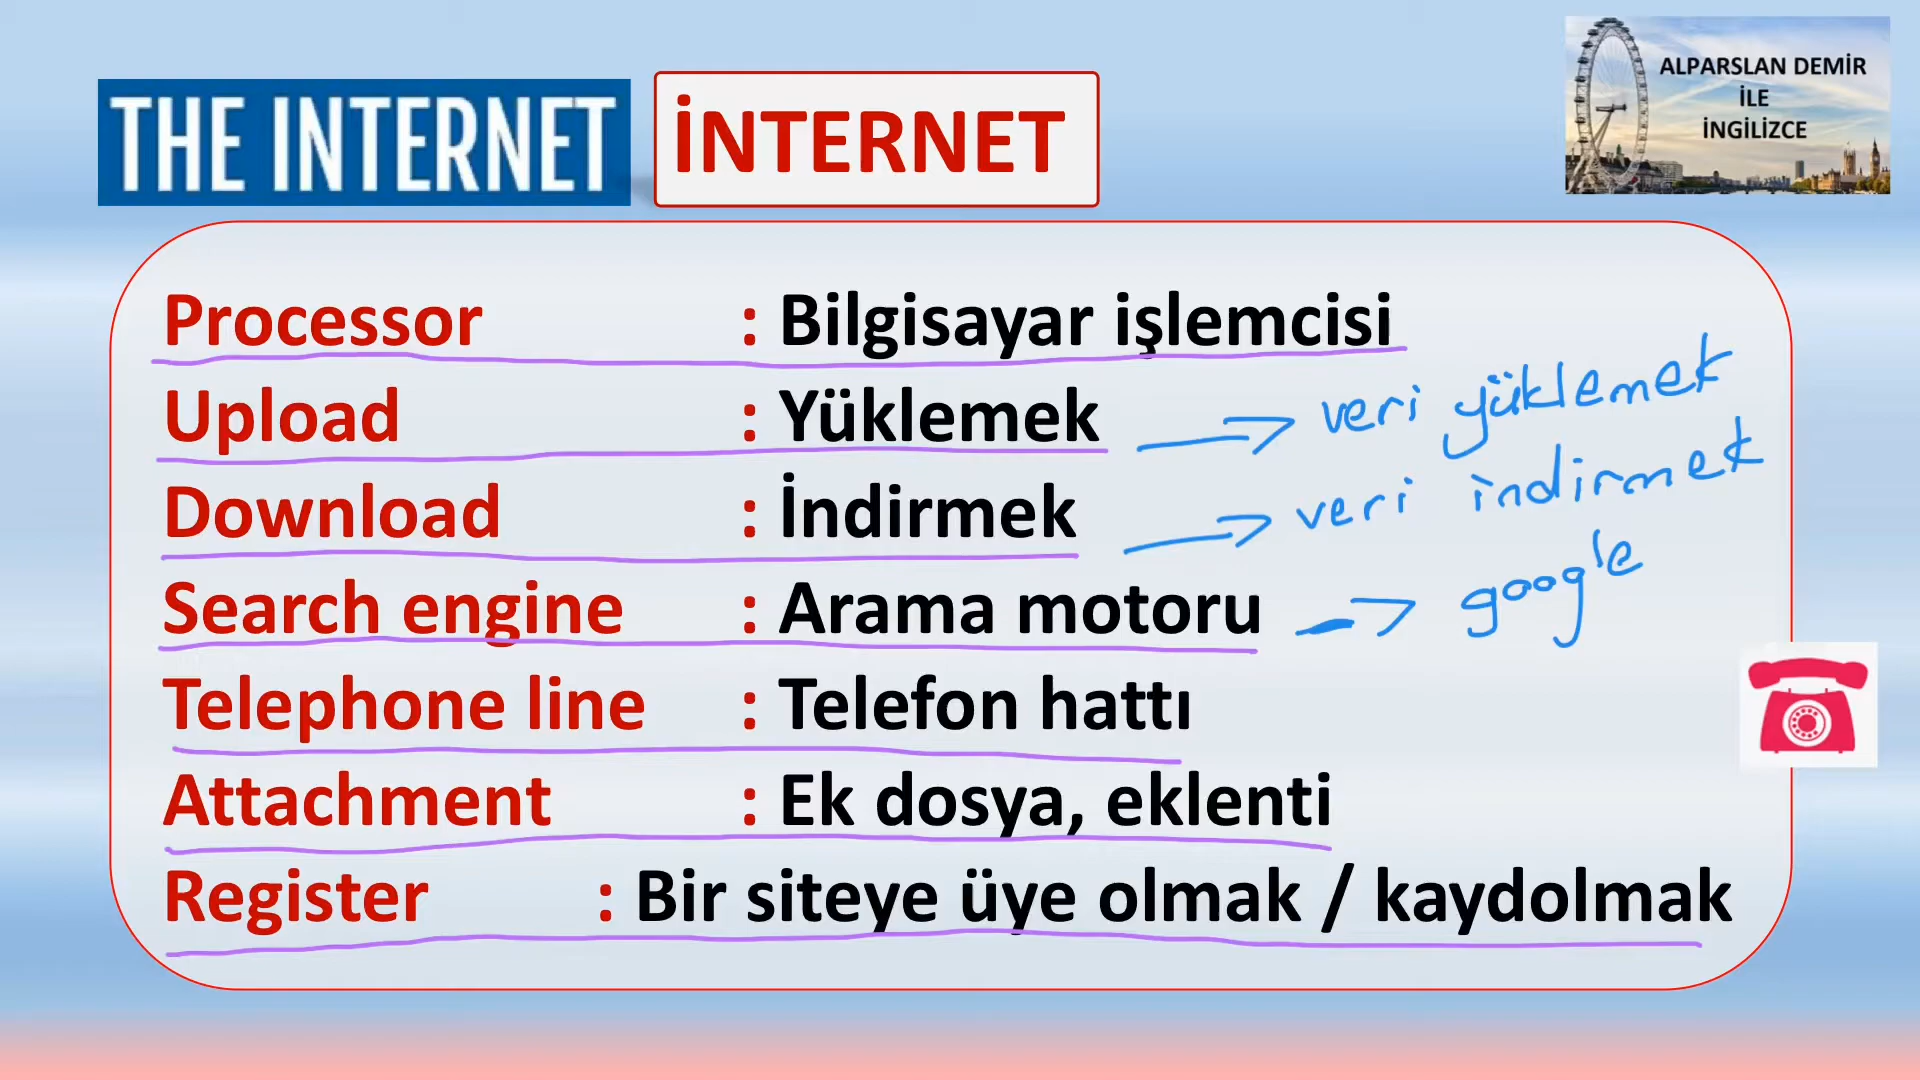 THE INTERNET
İNTERNET
ALPARSLAN DEMİR
İLE
İNGİLİZCE
Processor : Bilgisayar işlemcisi
Upload : Yüklemek → veri yüklemek
Download : İndirmek → veri indirmek
Search engine : Arama motoru → google
Telephone line : Telefon hattı
Attachment : Ek dosya, eklenti
Register : Bir siteye üye olmak / kaydolmak